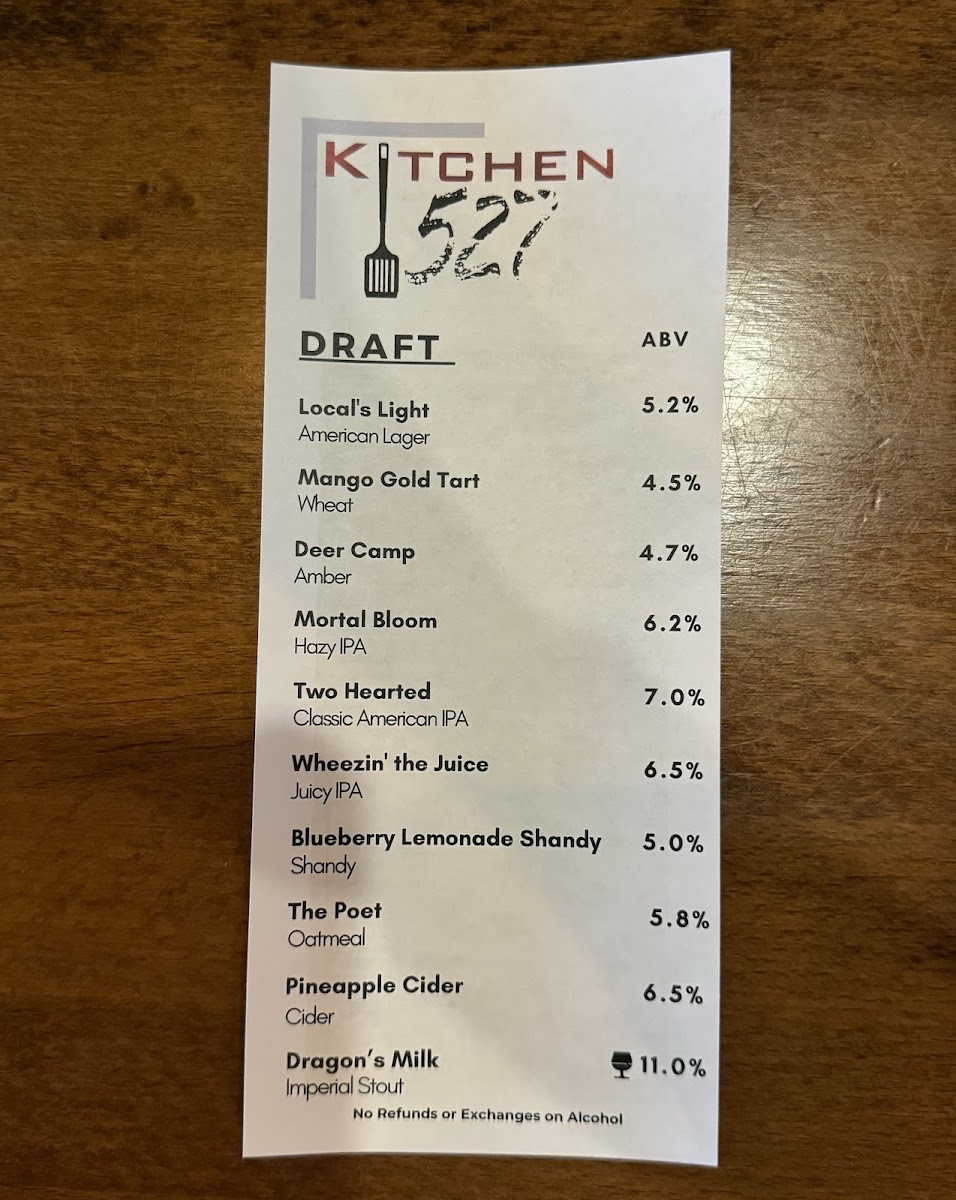 KITCHEN
527
DRAFT ABV
Local's Light 5.2%
American Lager
Mango Gold Tart 4.5%
Wheat
Deer Camp 4.7%
Amber
Mortal Bloom 6.2%
Hazy IPA
Two Hearted 7.0%
Classic American IPA
Wheezin' the Juice 6.5%
Juicy IPA
Blueberry Lemonade Shandy 5.0%
Shandy
The Poet 5.8%
Oatmeal
Pineapple Cider 6.5%
Cider
Dragon’s Milk 11.0%
Imperial Stout
No Refunds or Exchanges on Alcohol